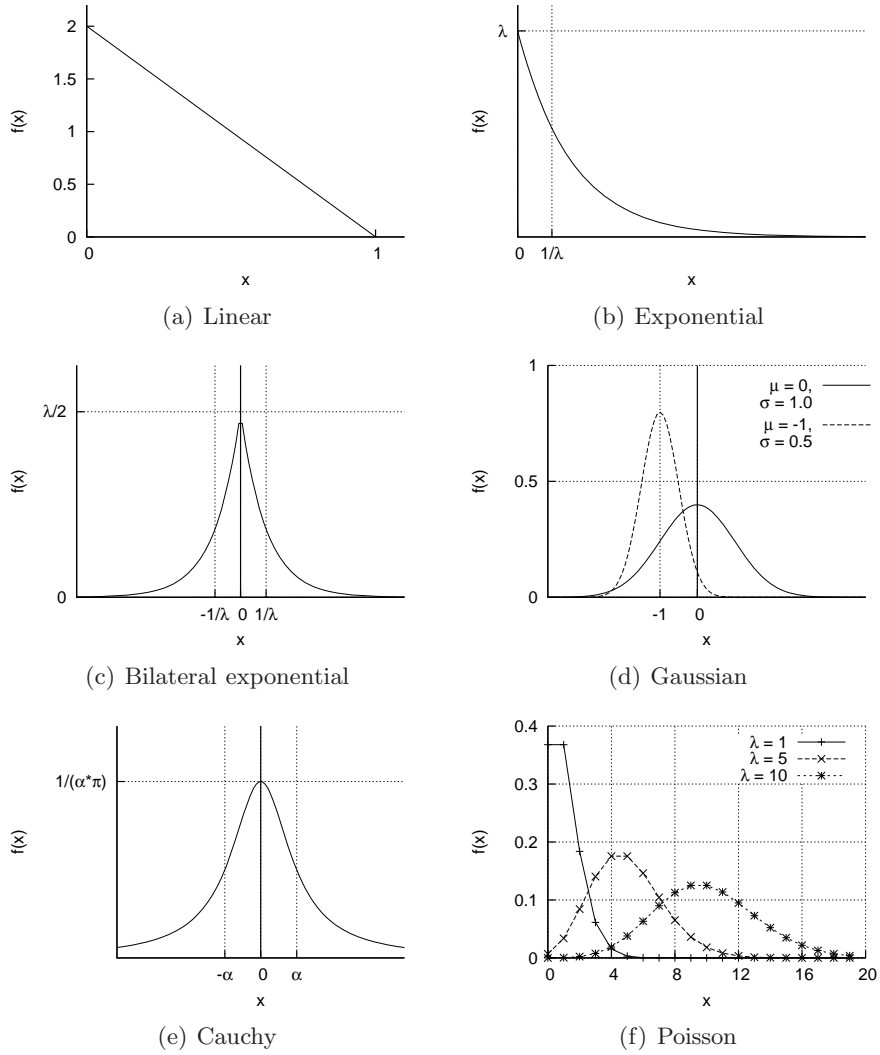 2
1.5
f(x)
1
0.5
0
0
1
x
(a) Linear
λ
f(x)
0
1/λ
x
(b) Exponential
λ/2
f(x)
0
-1/λ
0
1/λ
x
(c) Bilateral exponential
1
f(x)
0.5
0
μ = 0,
σ = 1.0
μ = -1,
σ = 0.5
-1
0
x
(d) Gaussian
1/(α*π)
f(x)
-α
0
α
x
(e) Cauchy
0.4
0.3
f(x)
0.2
0.1
0
λ = 1
λ = 5
λ = 10
0
4
8
12
16
20
x
(f) Poisson